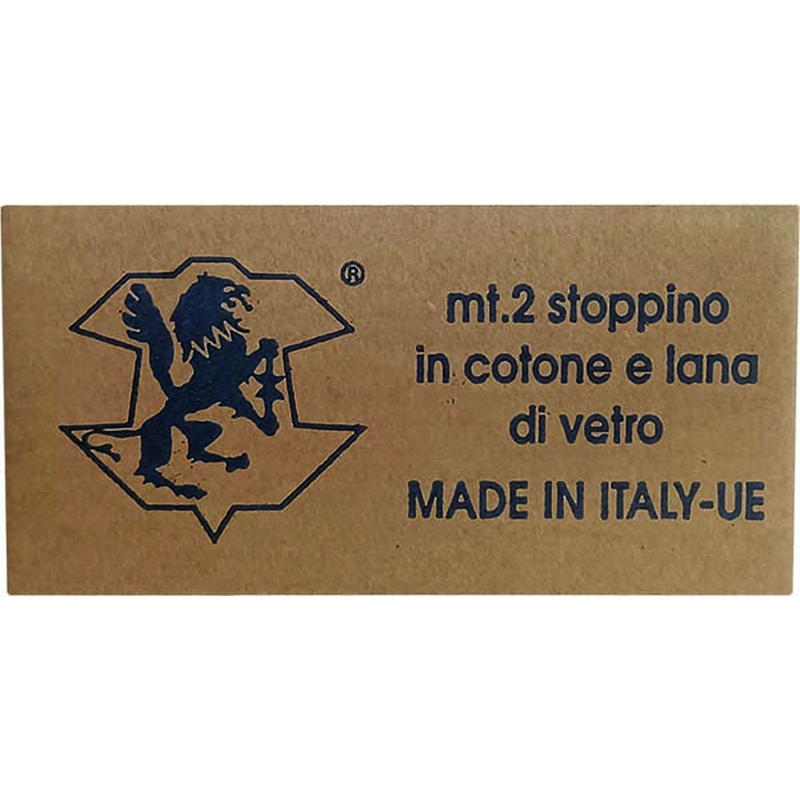 ®
mt.2 stoppino
in cotone e lana
di vetro
MADE IN ITALY-UE